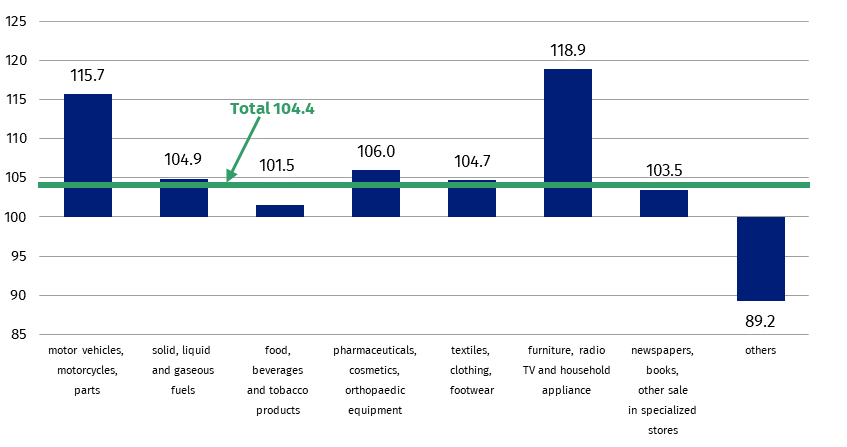 125
120
115
110
105
100
95
90
85
115.7
104.9
101.5
106.0
104.7
118.9
103.5
89.2
Total 104.4
motor vehicles,
motorcycles,
parts
solid, liquid
and gaseous
fuels
food,
beverages
and tobacco
products
pharmaceuticals,
cosmetics,
orthopaedic
equipment
textiles,
clothing,
footwear
furniture, radio
TV and household
appliance
newspapers,
books,
other sale
in specialized
stores
others